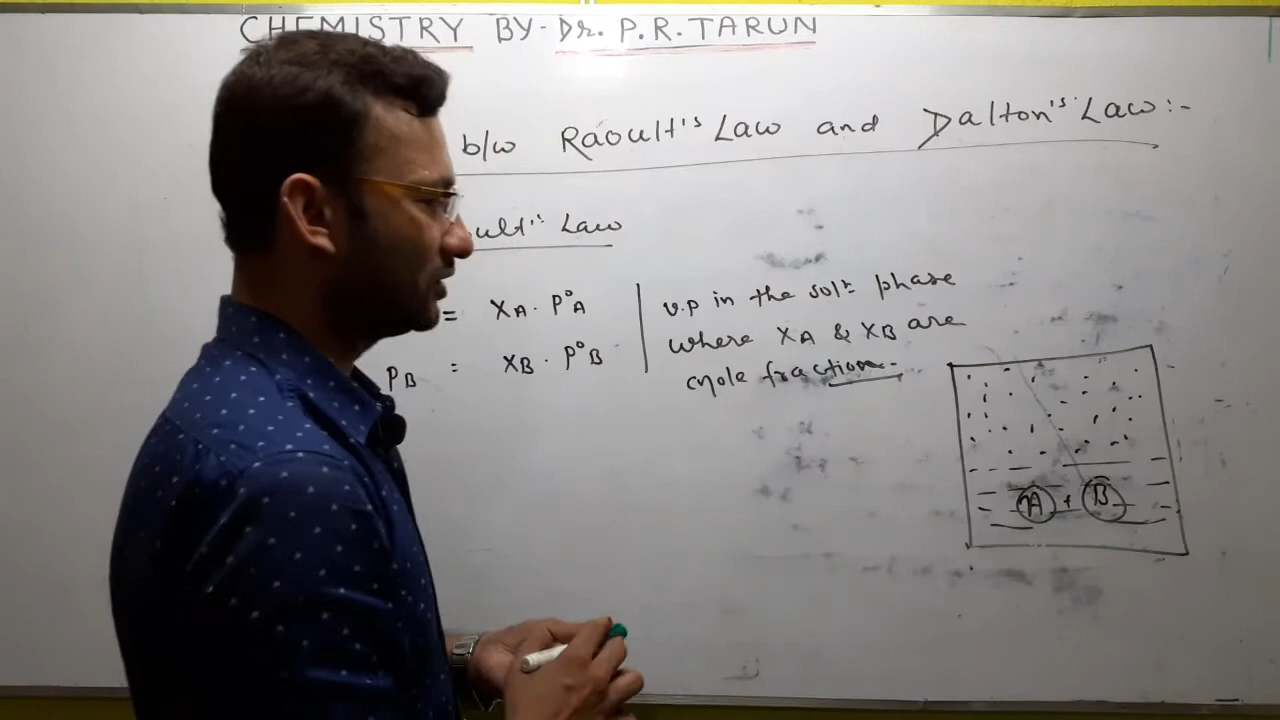 CHEMISTRY BY- Dr. P.R. TARUN
b/w Raoult's Law and Dalton's Law:-
ult's Law
= XA . P°A
v.p in the solⁿ phase
where XA & XB are
mole fraction.
PB = XB . P°B
A + B